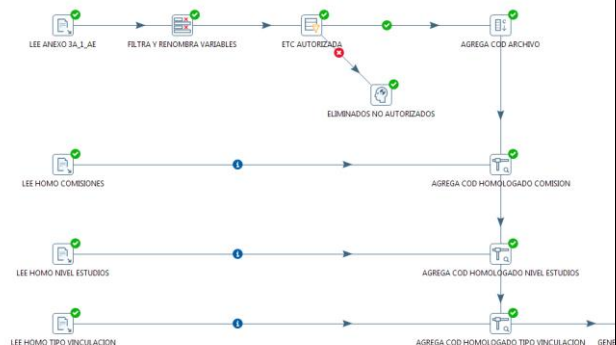 LEE ANEXO 3A_1_AE
FILTRA Y RENOMBRA VARIABLES
ETC AUTORIZADA
AGREGA COD ARCHIVO
ELIMINADOS NO AUTORIZADOS
LEE HOMO COMISIONES
AGREGA COD HOMOLOGADO COMISION
LEE HOMO NIVEL ESTUDIOS
AGREGA COD HOMOLOGADO NIVEL ESTUDIOS
LEE HOMO TIPO VINCULACION
AGREGA COD HOMOLOGADO TIPO VINCULACION